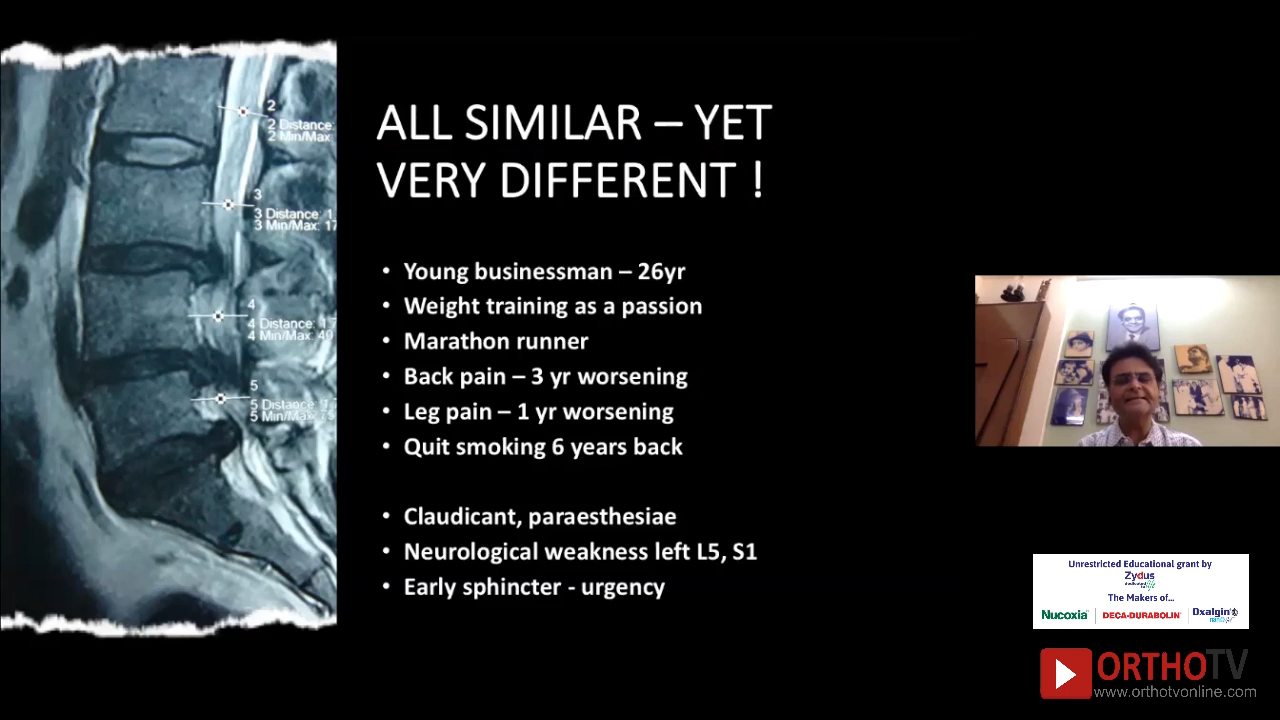 2
2 Distance:
2 Min/Max
3
3 Distance: 1
3 Min/Max: 17
4
4 Distance: 1.7
4 Min/Max: 49
5
5 Distance: 1.7
5 Min/Max:
ALL SIMILAR – YET
VERY DIFFERENT !
• Young businessman – 26yr
• Weight training as a passion
• Marathon runner
• Back pain – 3 yr worsening
• Leg pain – 1 yr worsening
• Quit smoking 6 years back
• Claudicant, paraesthesiae
• Neurological weakness left L5, S1
• Early sphincter - urgency
Unrestricted Educational grant by
Zydus
dedicated to life
The Makers of...
Nucoxia DECA-DURABOLIN Dxalgin
ORTHOTV
www.orthotvonline.com